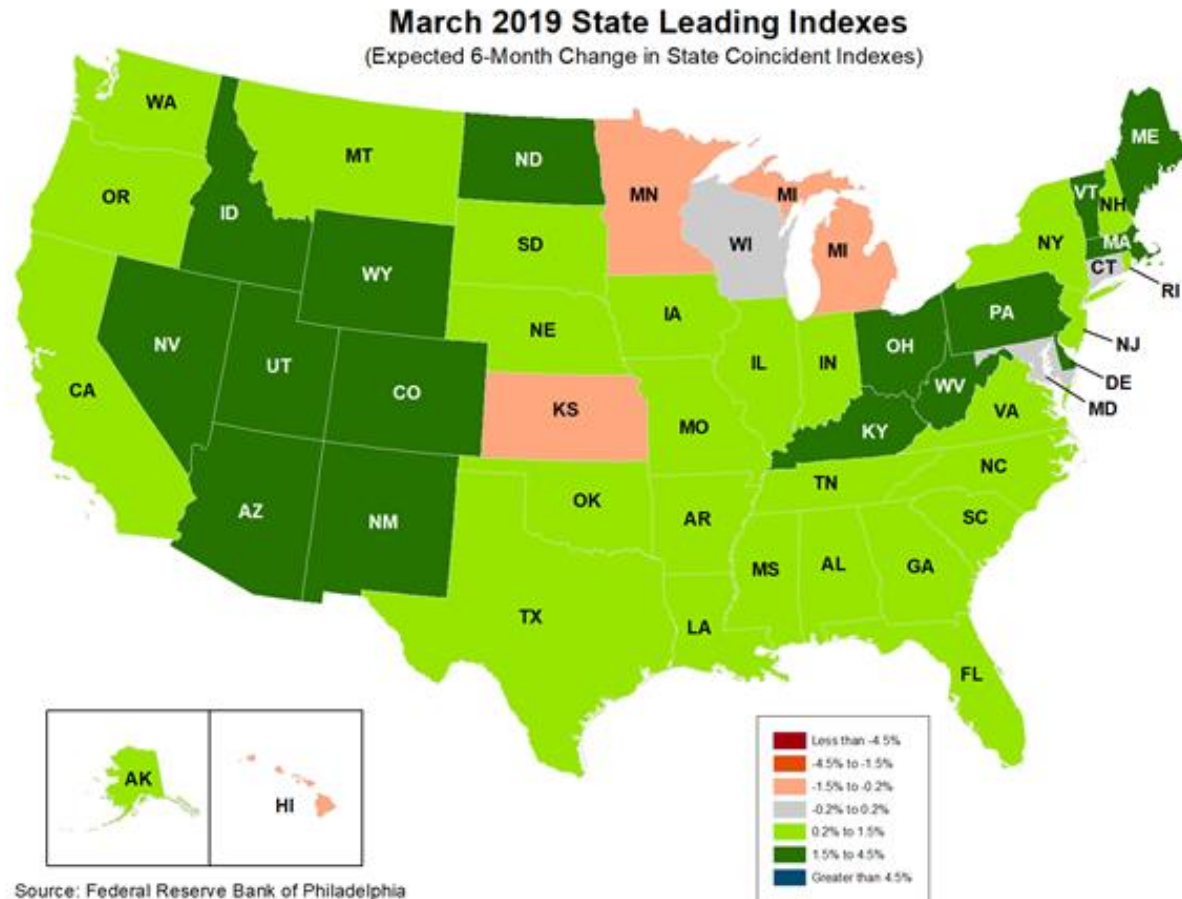 March 2019 State Leading Indexes
(Expected 6-Month Change in State Coincident Indexes)
WA
MT
ND
MN
MI
ME
VT
NH
OR
ID
SD
WI
MI
NY
MA
CT
RI
WY
IA
NE
PA
NJ
NV
UT
CO
IL
IN
OH
DE
CA
KS
MO
WV
MD
KY
VA
AZ
NM
OK
AR
TN
NC
SC
MS
AL
GA
TX
LA
FL
AK
HI
Less than -4.5%
-4.5% to -1.5%
-1.5% to -0.2%
-0.2% to 0.2%
0.2% to 1.5%
1.5% to 4.5%
Greater than 4.5%
Source: Federal Reserve Bank of Philadelphia